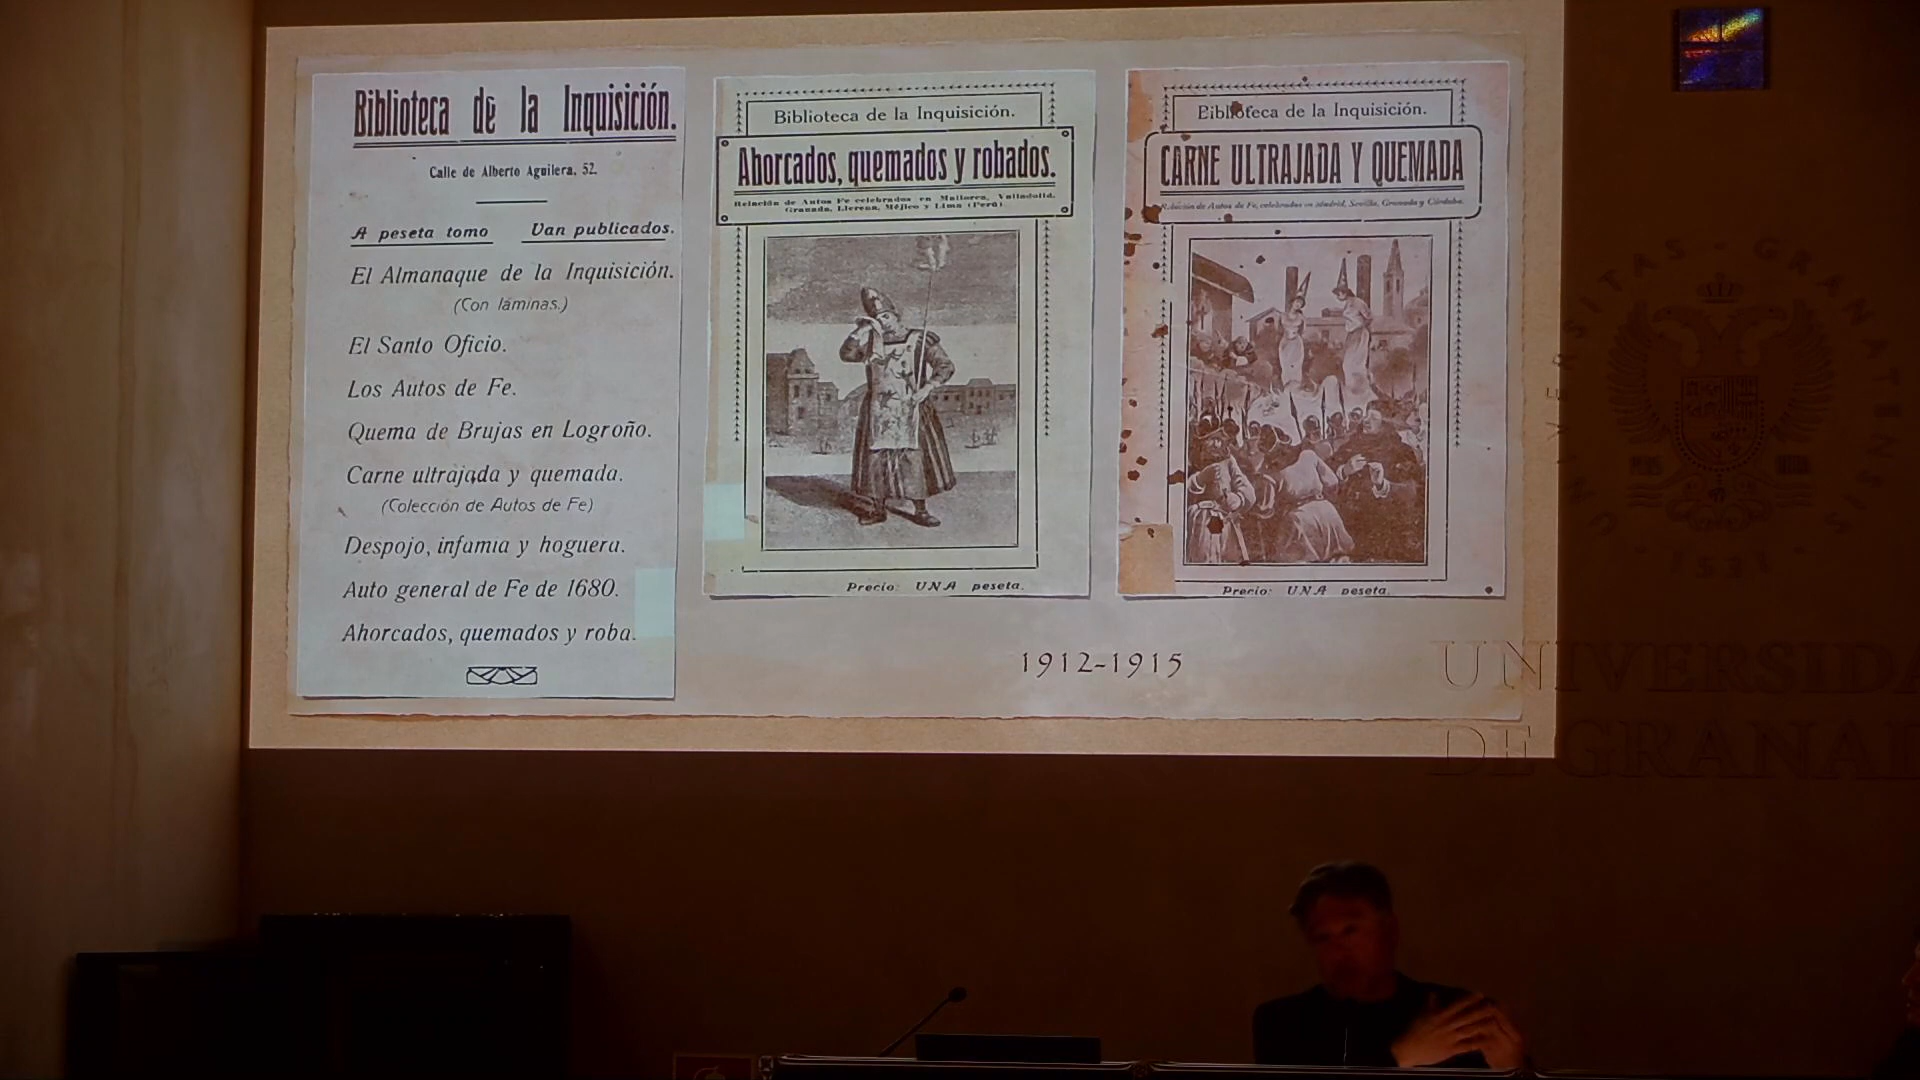 Biblioteca de la Inquisición.
Calle de Alberto Aguilera, 52.
A peseta tomo Van publicados.
El Almanaque de la Inquisición.
(Con láminas.)
El Santo Oficio.
Los Autos de Fe.
Quema de Brujas en Logroño.
Carne ultrajada y quemada.
(Colección de Autos de Fe)
Despojo, infamia y hoguera.
Auto general de Fe de 1680.
Ahorcados, quemados y roba.
Biblioteca de la Inquisición.
Ahorcados, quemados y robados.
Relación de Autos Fe celebrados en Mallorca, Valladolid,
Granada, Llerena, Méjico y Lima (Perú)
Precio: UNA peseta.
Biblioteca de la Inquisición.
CARNE ULTRAJADA Y QUEMADA
Relación de Autos de Fe, celebrados en Madrid, Sevilla, Granada y Córdoba.
Precio: UNA peseta.
1912-1915
UNIVERSITAS · GRANATENSIS
· 1531 ·
UNIVERSIDA
DE GRANA